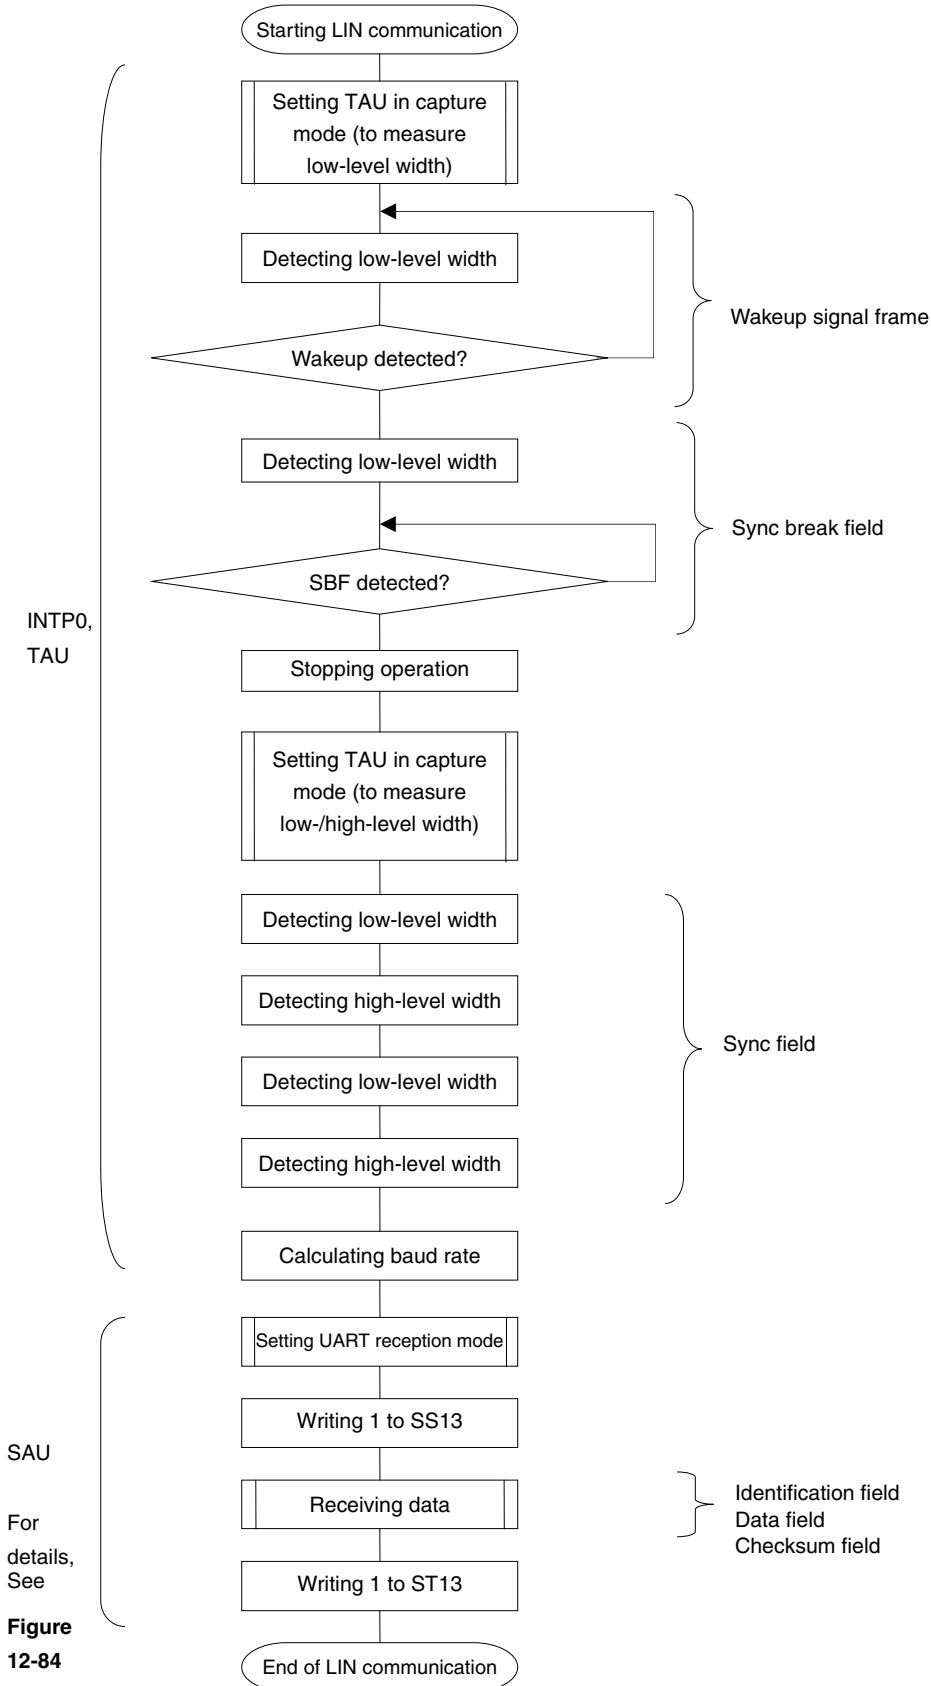 Starting LIN communication
Setting TAU in capture
mode (to measure
low-level width)
Detecting low-level width
Wakeup signal frame
Wakeup detected?
Detecting low-level width
Sync break field
SBF detected?
INTP0,
TAU
Stopping operation
Setting TAU in capture
mode (to measure
low-/high-level width)
Detecting low-level width
Detecting high-level width
Sync field
Detecting low-level width
Detecting high-level width
Calculating baud rate
Setting UART reception mode
Writing 1 to SS13
SAU
For
details,
See
Figure
12-84
Receiving data
Identification field
Data field
Checksum field
Writing 1 to ST13
End of LIN communication